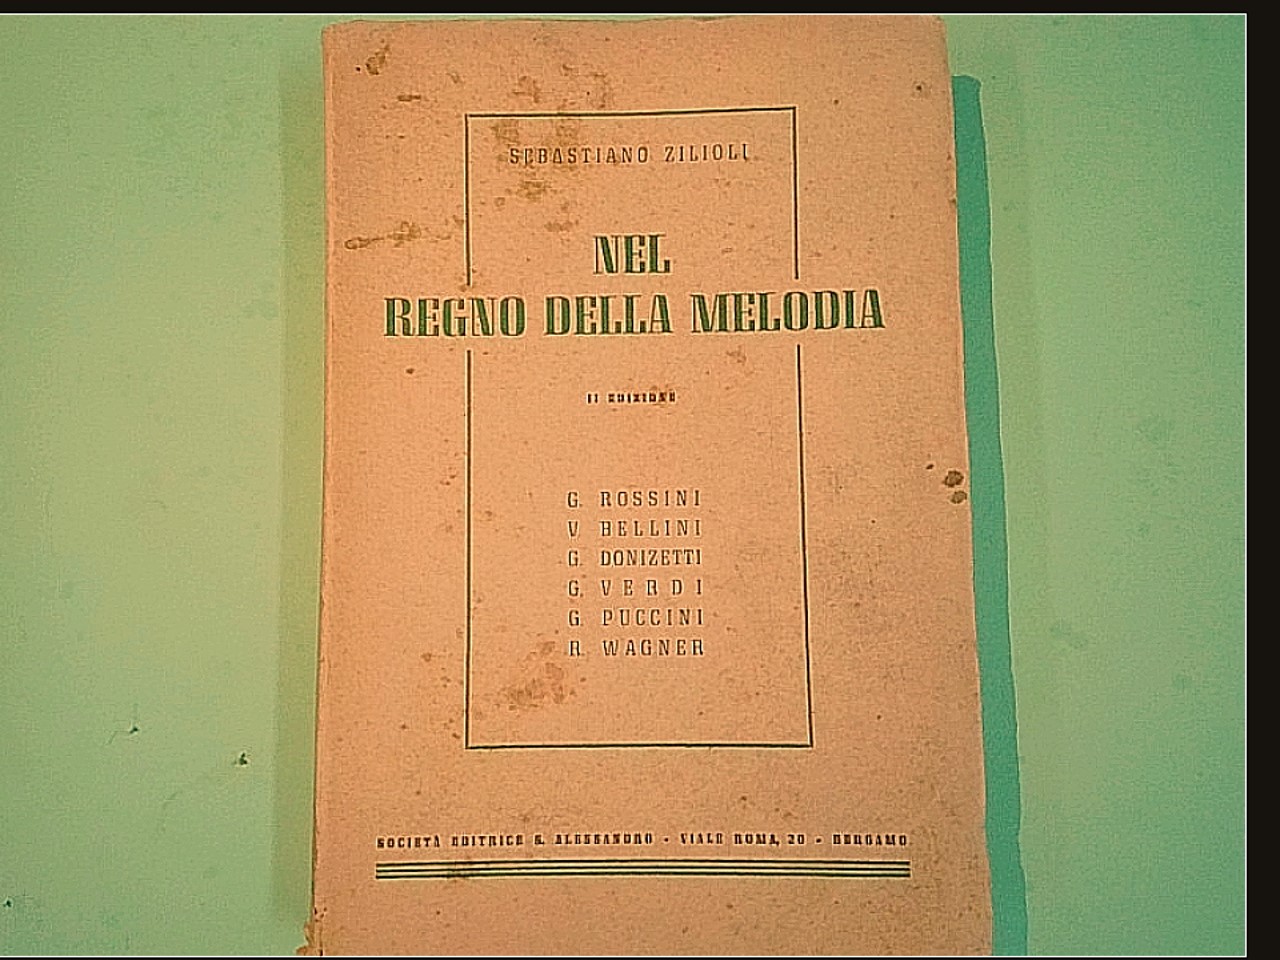 SEBASTIANO ZILIOLI
NEL
REGNO DELLA MELODIA
II EDIZIONE
G. ROSSINI
V. BELLINI
G. DONIZETTI
G. VERDI
G. PUCCINI
R. WAGNER
SOCIETÀ EDITRICE S. ALESSANDRO - VIALE ROMA, 20 - BERGAMO